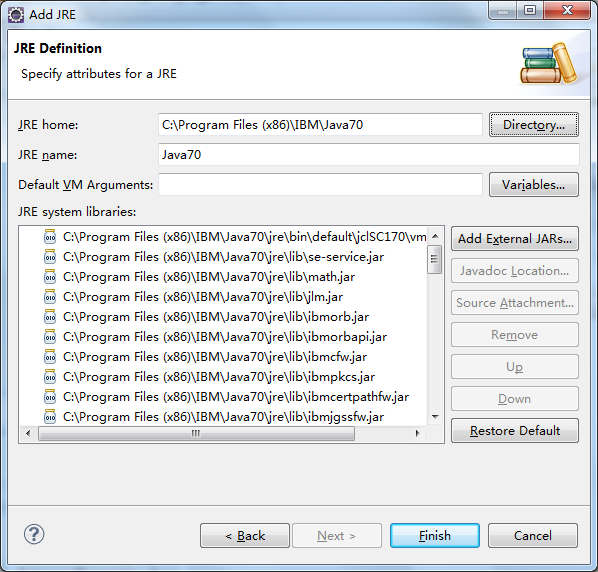 Add JRE
JRE Definition
Specify attributes for a JRE
JRE home: C:\Program Files (x86)\IBM\Java70 Directory...
JRE name: Java70
Default VM Arguments: Variables...
JRE system libraries:
C:\Program Files (x86)\IBM\Java70\jre\bin\default\jclSC170\vm
C:\Program Files (x86)\IBM\Java70\jre\lib\se-service.jar
C:\Program Files (x86)\IBM\Java70\jre\lib\math.jar
C:\Program Files (x86)\IBM\Java70\jre\lib\jlm.jar
C:\Program Files (x86)\IBM\Java70\jre\lib\ibmorb.jar
C:\Program Files (x86)\IBM\Java70\jre\lib\ibmorbapi.jar
C:\Program Files (x86)\IBM\Java70\jre\lib\ibmcfw.jar
C:\Program Files (x86)\IBM\Java70\jre\lib\ibmpkcs.jar
C:\Program Files (x86)\IBM\Java70\jre\lib\ibmcertpathfw.jar
C:\Program Files (x86)\IBM\Java70\jre\lib\ibmjgssfw.jar
Add External JARs...
Javadoc Location...
Source Attachment...
Remove
Up
Down
Restore Default
< Back Next > Finish Cancel